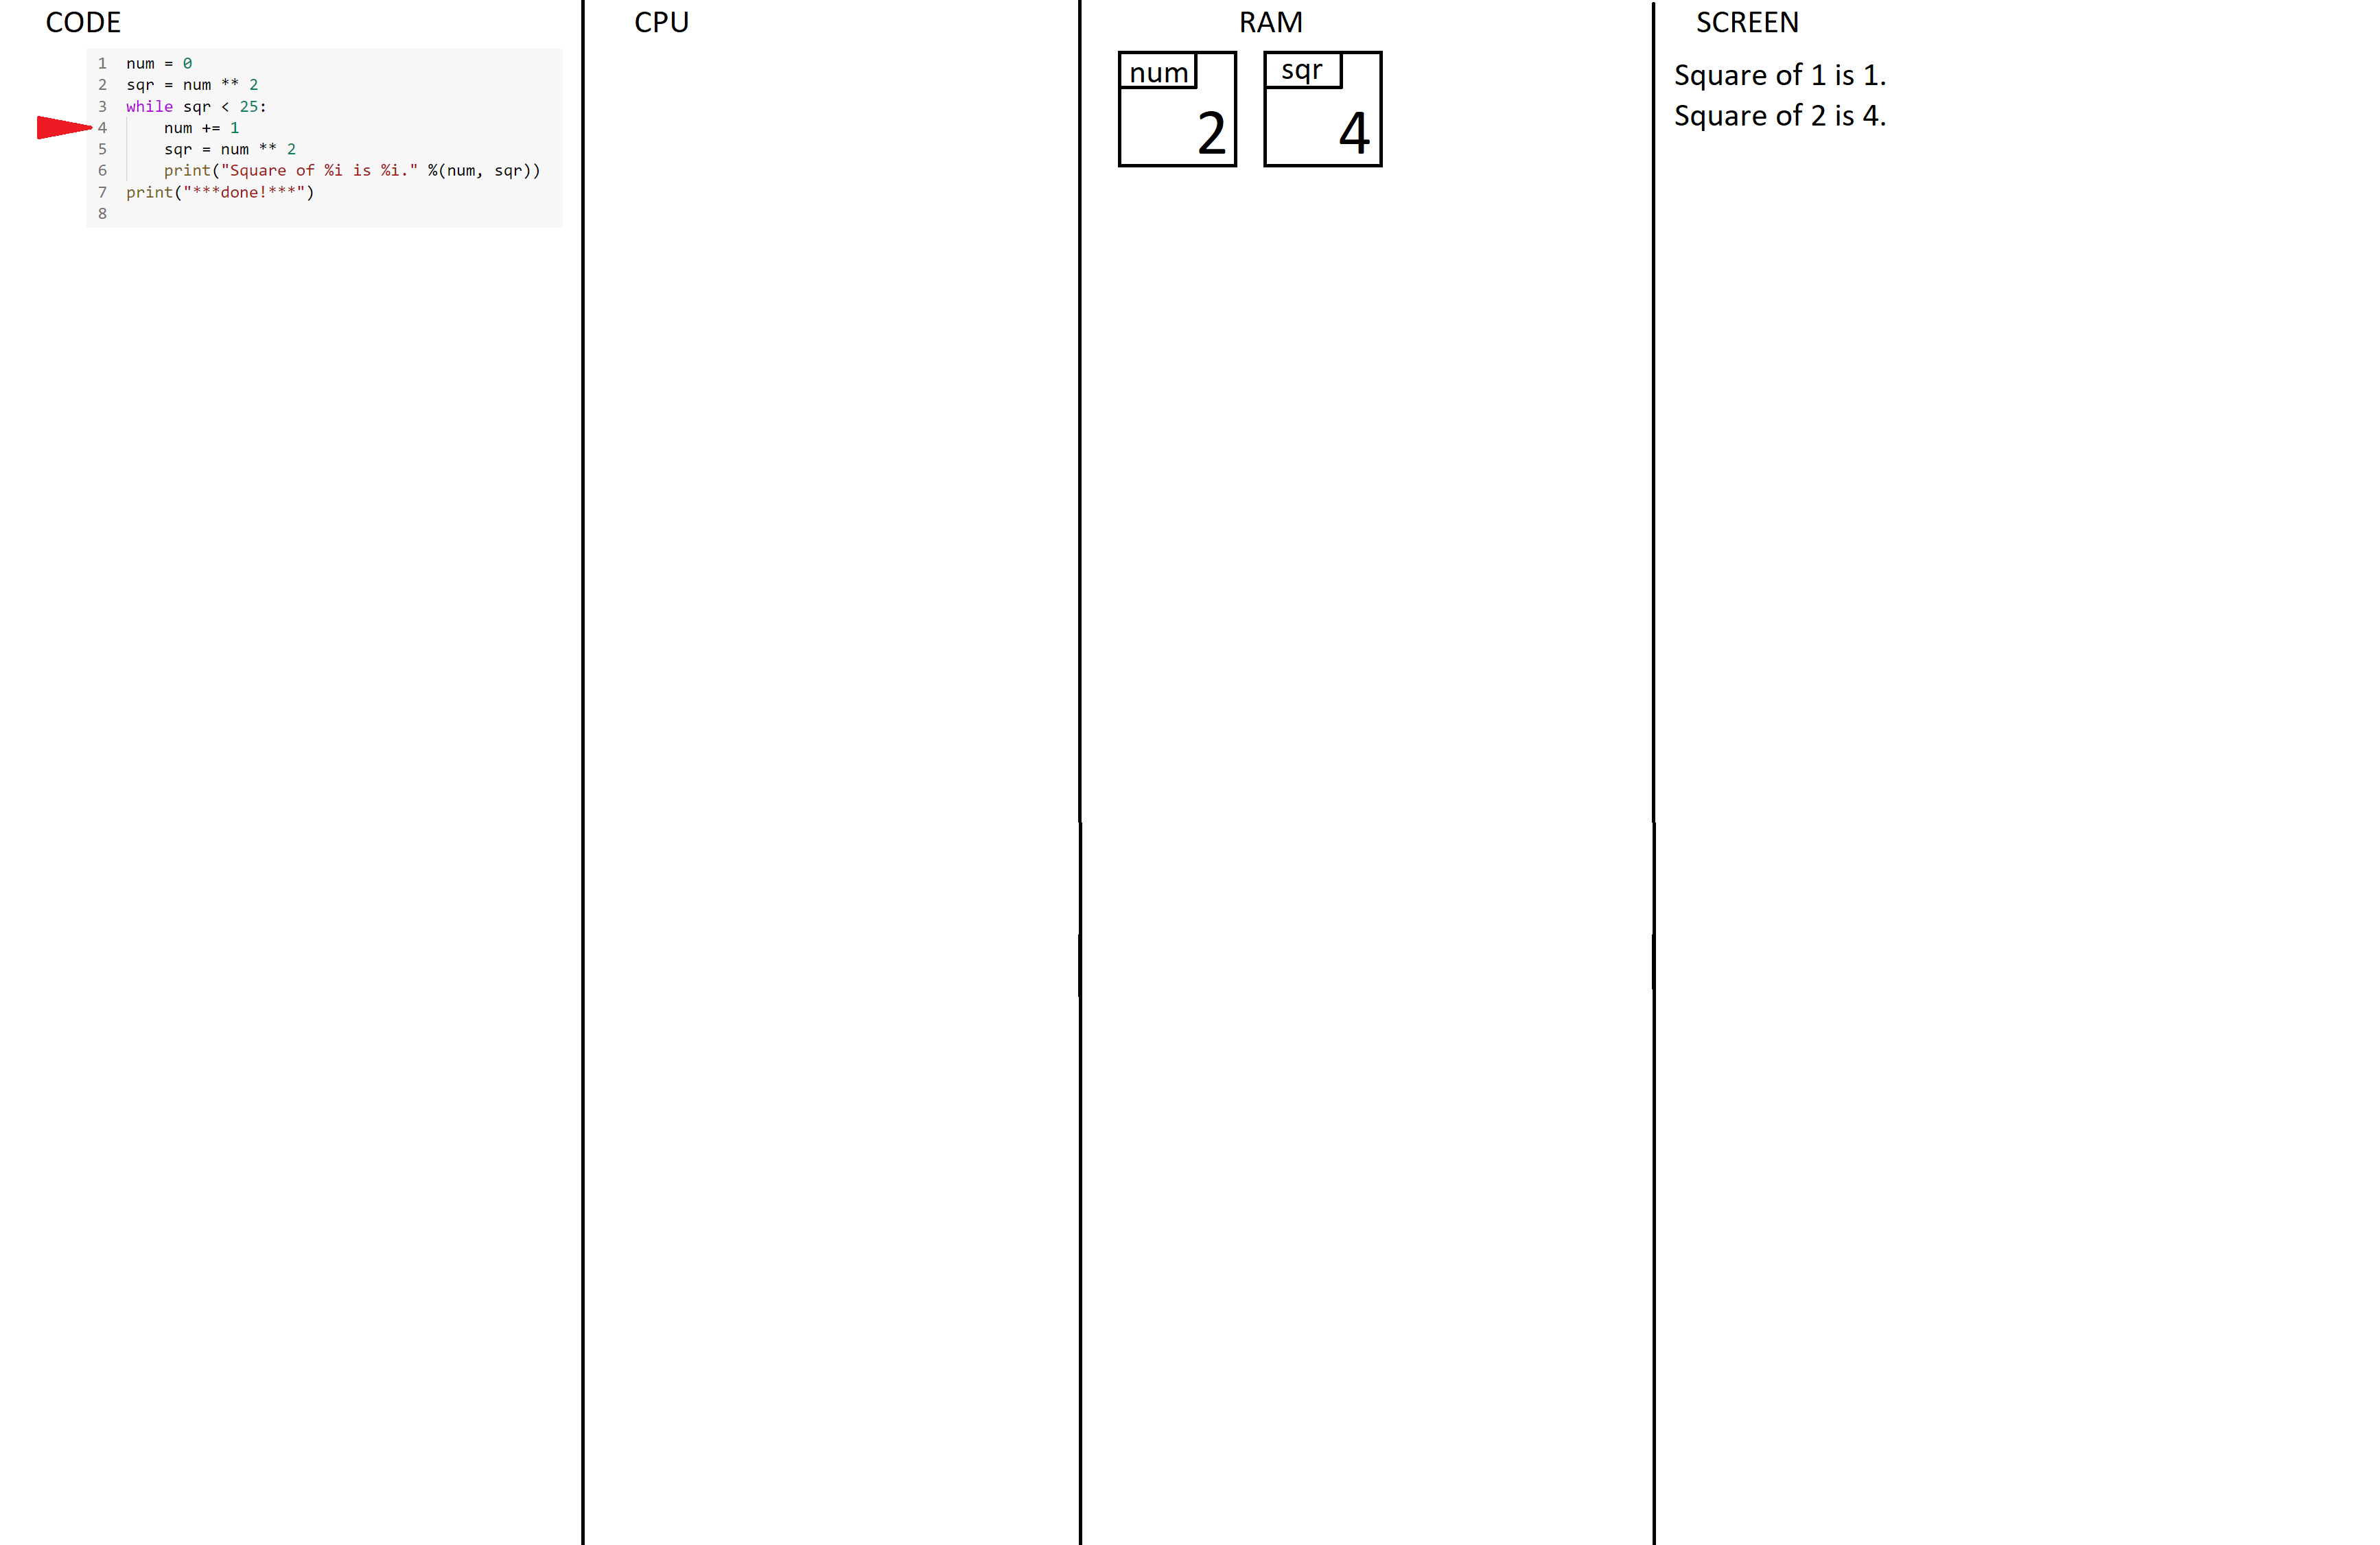 CODE
1 num = 0
2 sqr = num ** 2
3 while sqr < 25:
4     num += 1
5     sqr = num ** 2
6     print("Square of %i is %i." %(num, sqr))
7 print("***done!***")
8
CPU
RAM
num
2
sqr
4
SCREEN
Square of 1 is 1.
Square of 2 is 4.